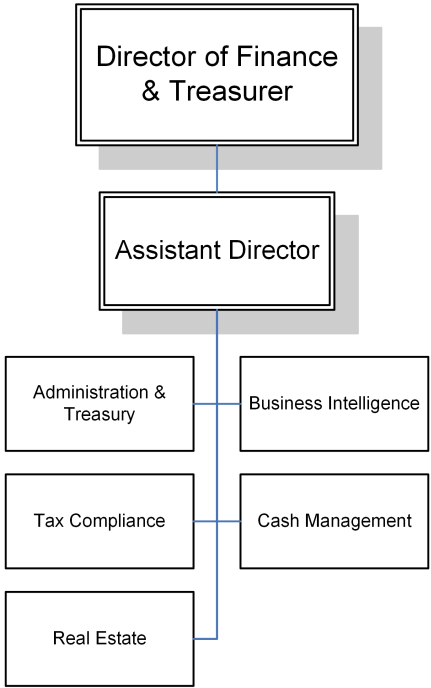 Director of Finance
& Treasurer
Assistant Director
Administration &
Treasury
Business Intelligence
Tax Compliance
Cash Management
Real Estate